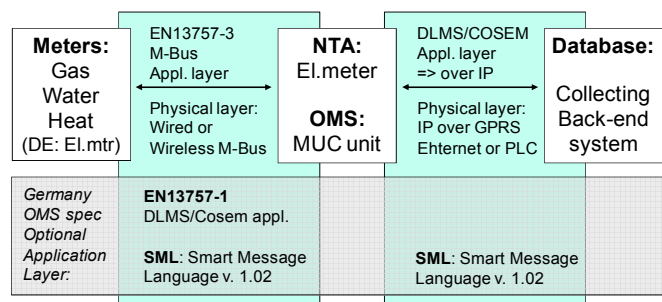 Meters:
Gas
Water
Heat
(DE: El.mtr)
EN13757-3
M-Bus
Appl. layer
Physical layer:
Wired or
Wireless M-Bus
NTA:
El.meter
OMS:
MUC unit
DLMS/COSEM
Appl. layer
=> over IP
Physical layer:
IP over GPRS
Ehternet or PLC
Database:
Collecting
Back-end
system
Germany
OMS spec
Optional
Application
Layer:
EN13757-1
DLMS/Cosem appl.
SML: Smart Message
Language v. 1.02
SML: Smart Message
Language v. 1.02